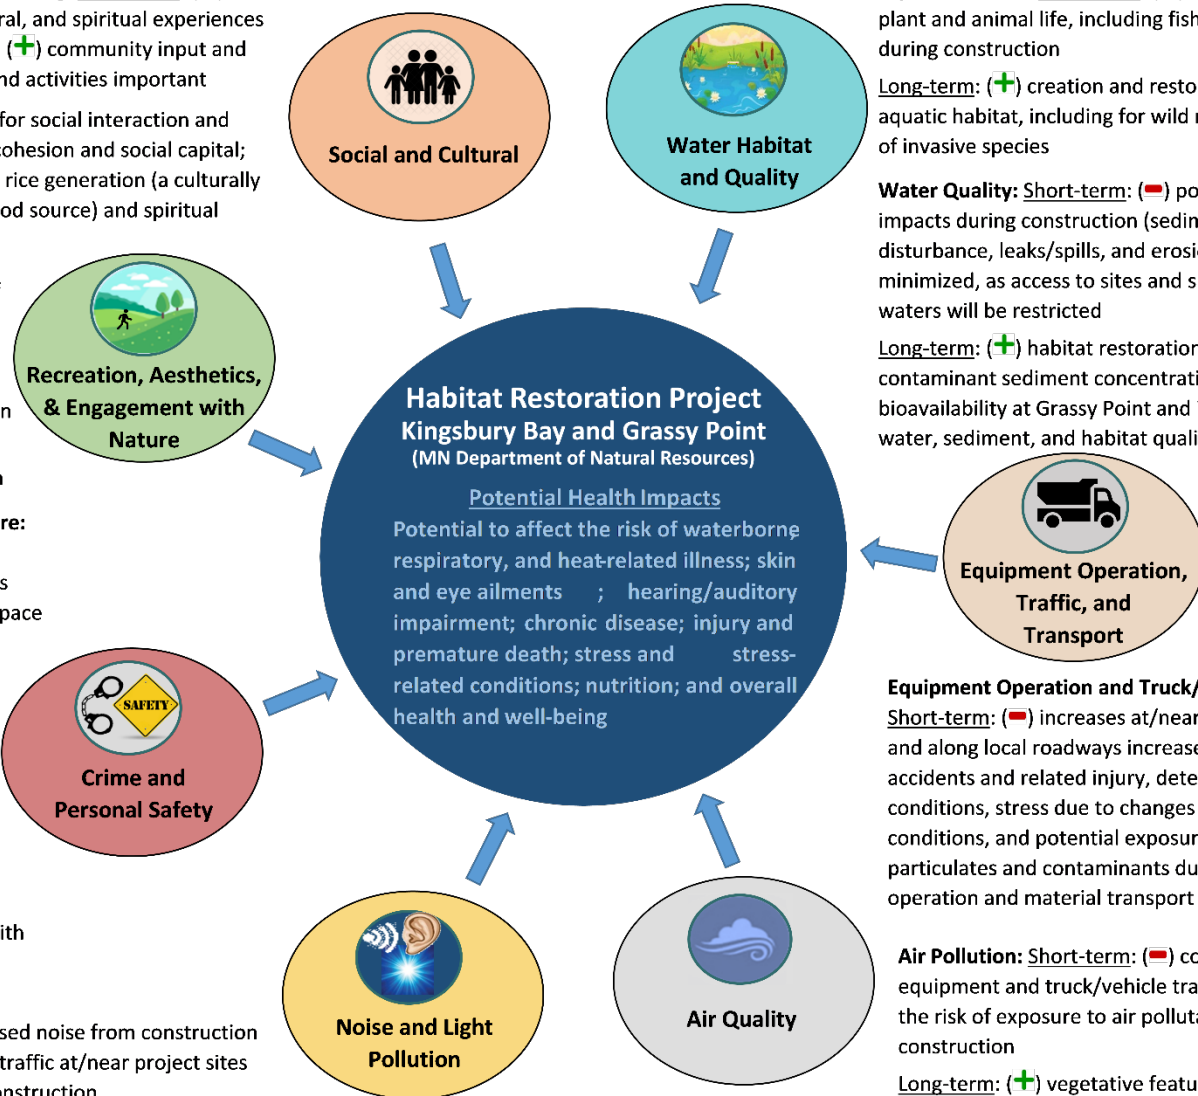 ral, and spiritual experiences
(+) community input and
nd activities important
for social interaction and
cohesion and social capital;
rice generation (a culturally
od source) and spiritual
Social and Cultural
Water Habitat
and Quality
plant and animal life, including fish
during construction
Long-term: (+) creation and resto
aquatic habitat, including for wild r
of invasive species
Water Quality: Short-term: (-) po
impacts during construction (sedim
disturbance, leaks/spills, and erosi
minimized, as access to sites and s
waters will be restricted
Long-term: (+) habitat restoration
contaminant sediment concentrati
bioavailability at Grassy Point and
water, sediment, and habitat quali
Recreation, Aesthetics,
& Engagement with
Nature
n
re:
s
pace
Habitat Restoration Project
Kingsbury Bay and Grassy Point
(MN Department of Natural Resources)
Potential Health Impacts
Potential to affect the risk of waterborne,
respiratory, and heat-related illness; skin
and eye ailments ; hearing/auditory
impairment; chronic disease; injury and
premature death; stress and stress-
related conditions; nutrition; and overall
health and well-being
Equipment Operation,
Traffic, and
Transport
SAFETY
Crime and
Personal Safety
Equipment Operation and Truck/
Short-term: (-) increases at/near
and along local roadways increase
accidents and related injury, dete
conditions, stress due to changes
conditions, and potential exposur
particulates and contaminants du
operation and material transport
ith
sed noise from construction
traffic at/near project sites
nstruction
Noise and Light
Pollution
Air Quality
Air Pollution: Short-term: (-) co
equipment and truck/vehicle tra
the risk of exposure to air polluta
construction
Long-term: (+) vegetative featu